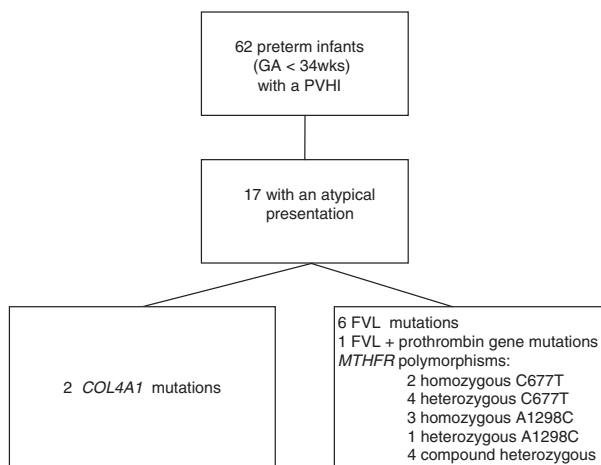 62 preterm infants
(GA < 34wks)
with a PVHI
17 with an atypical
presentation
2 COL4A1 mutations
6 FVL mutations
1 FVL + prothrombin gene mutations
MTHFR polymorphisms:
2 homozygous C677T
4 heterozygous C677T
3 homozygous A1298C
1 heterozygous A1298C
4 compound heterozygous